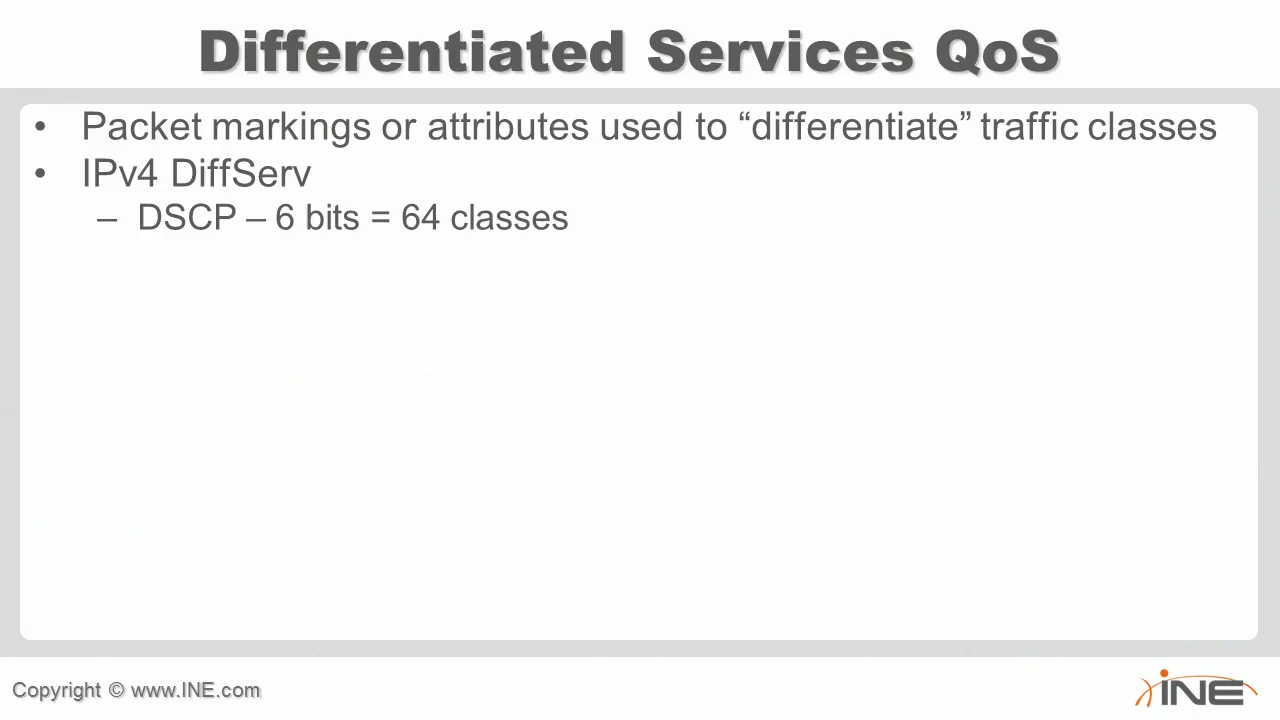 Differentiated Services QoS
• Packet markings or attributes used to “differentiate” traffic classes
• IPv4 DiffServ
– DSCP – 6 bits = 64 classes
Copyright © www.INE.com
INE